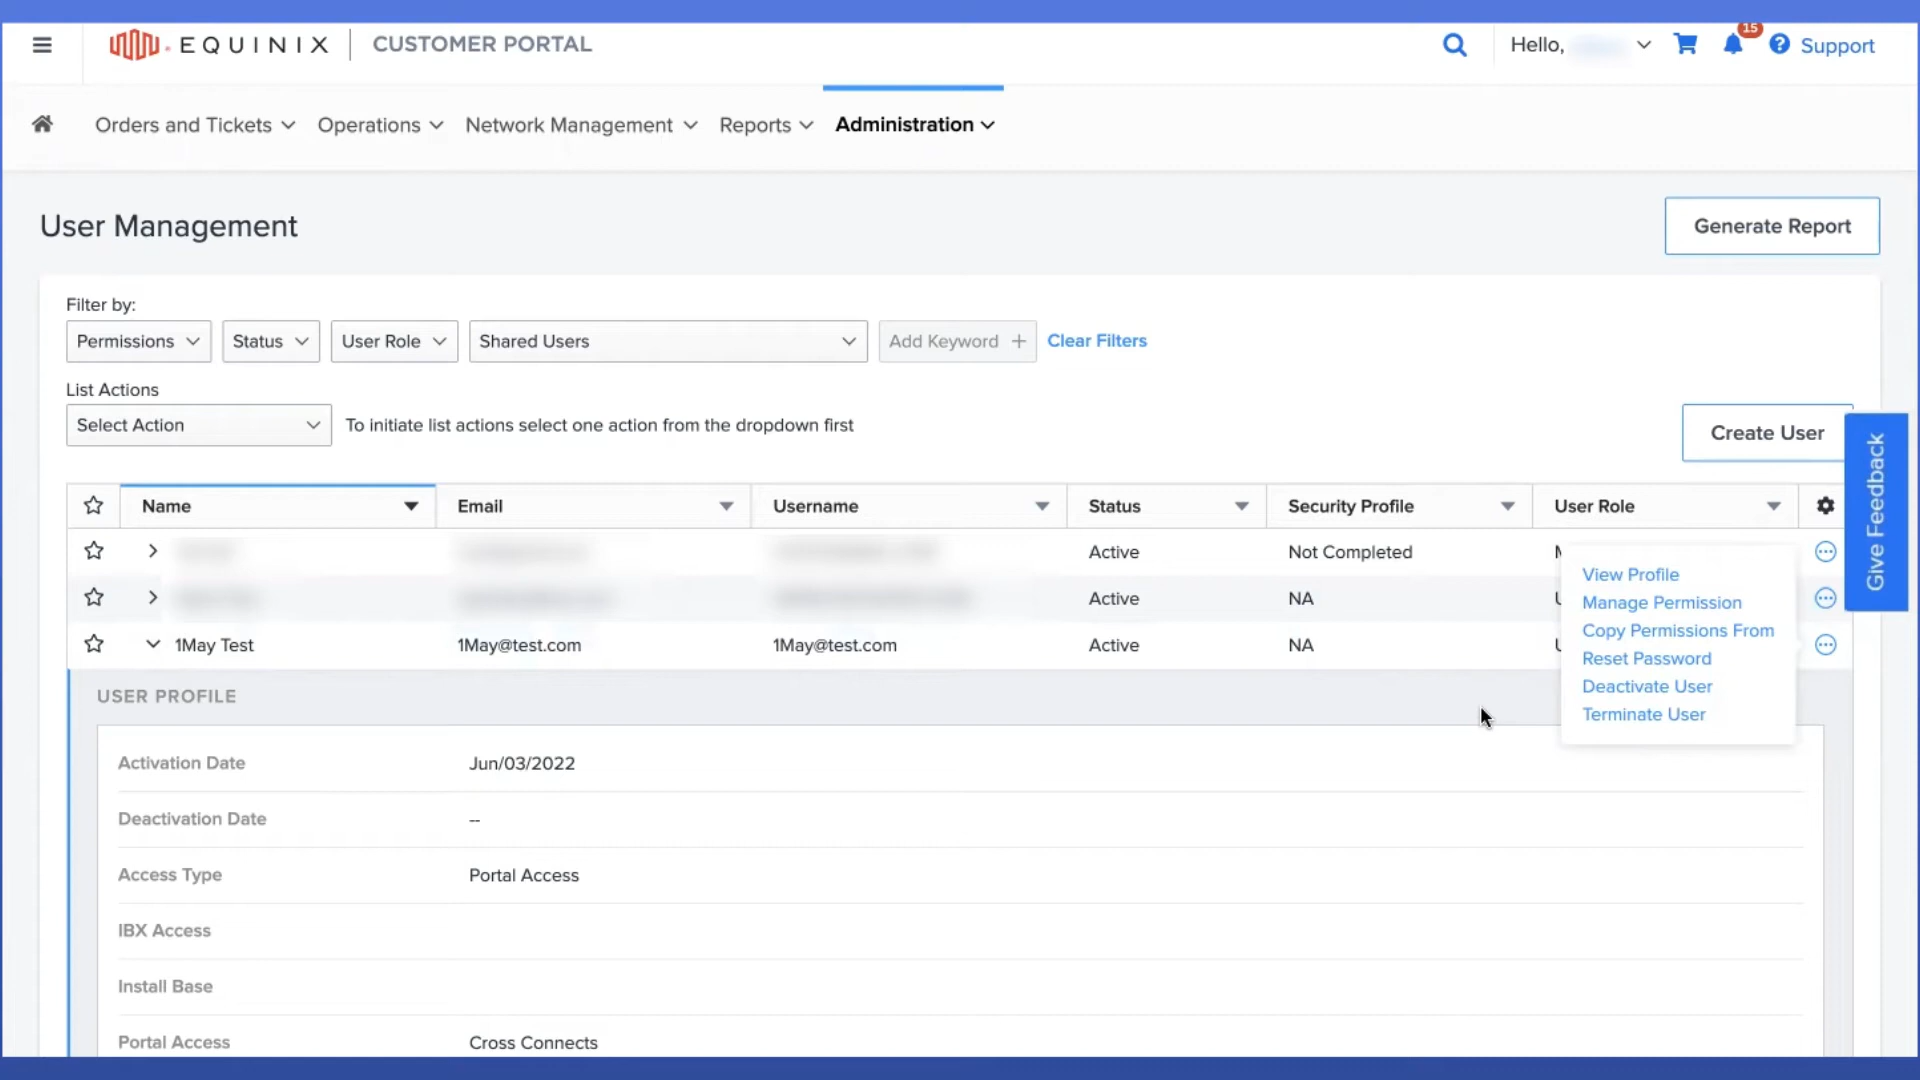 EQUINIX CUSTOMER PORTAL
Hello,
15
Support
Orders and Tickets Operations Network Management Reports Administration
User Management
Generate Report
Filter by:
Permissions Status User Role Shared Users Add Keyword + Clear Filters
List Actions
Select Action To initiate list actions select one action from the dropdown first
Create User
Give Feedback
Name Email Username Status Security Profile User Role
Active Not Completed
Active NA
1May Test 1May@test.com 1May@test.com Active NA
View Profile
Manage Permission
Copy Permissions From
Reset Password
Deactivate User
Terminate User
USER PROFILE
Activation Date Jun/03/2022
Deactivation Date --
Access Type Portal Access
IBX Access
Install Base
Portal Access Cross Connects